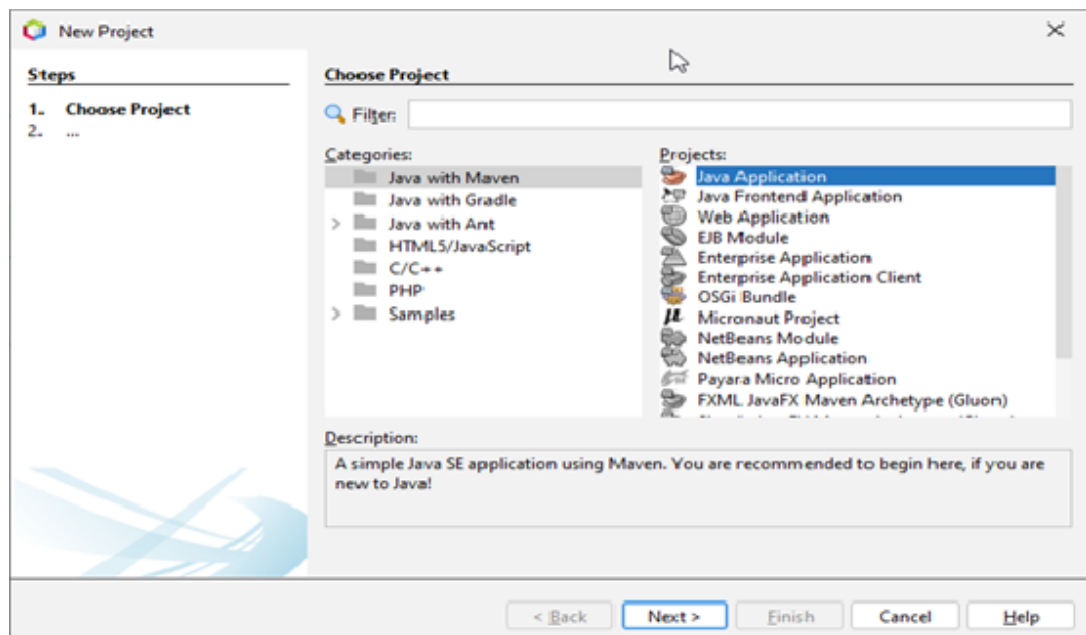 New Project
Steps
1. Choose Project
2. ...
Choose Project
Filter:
Categories:
Java with Maven
Java with Gradle
Java with Ant
HTML5/JavaScript
C/C++
PHP
Samples
Projects:
Java Application
Java Frontend Application
Web Application
EJB Module
Enterprise Application
Enterprise Application Client
OSGi Bundle
Micronaut Project
NetBeans Module
NetBeans Application
Payara Micro Application
FXML JavaFX Maven Archetype (Gluon)
Description:
A simple Java SE application using Maven. You are recommended to begin here, if you are
new to Java!
< Back
Next >
Finish
Cancel
Help